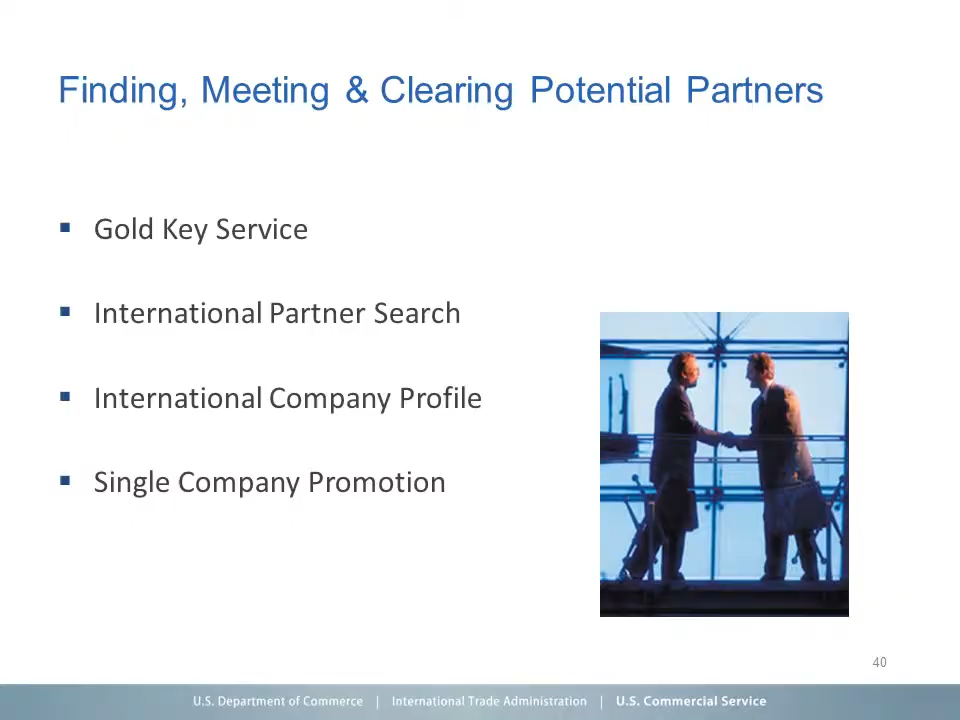 Finding, Meeting & Clearing Potential Partners
▪ Gold Key Service
▪ International Partner Search
▪ International Company Profile
▪ Single Company Promotion
40
U.S. Department of Commerce | International Trade Administration | U.S. Commercial Service